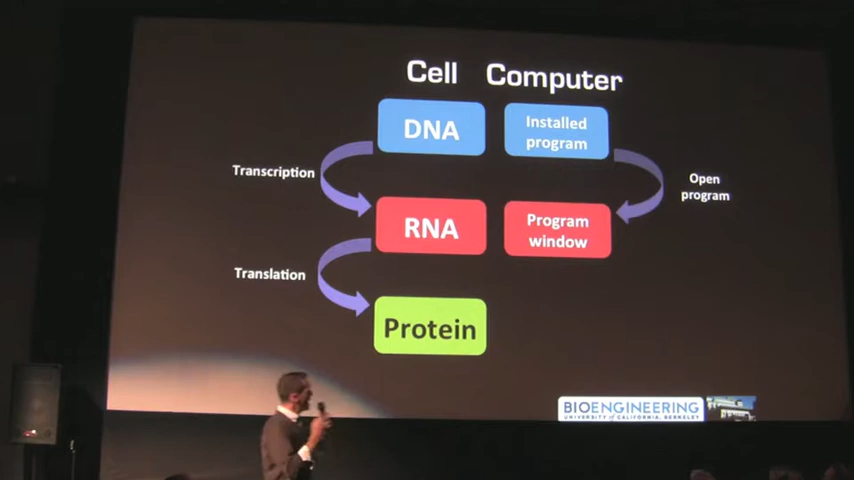 Cell Computer
DNA
Installed
program
Transcription
Open
program
RNA
Program
window
Translation
Protein
BIOENGINEERING
UNIVERSITY of CALIFORNIA, BERKELEY